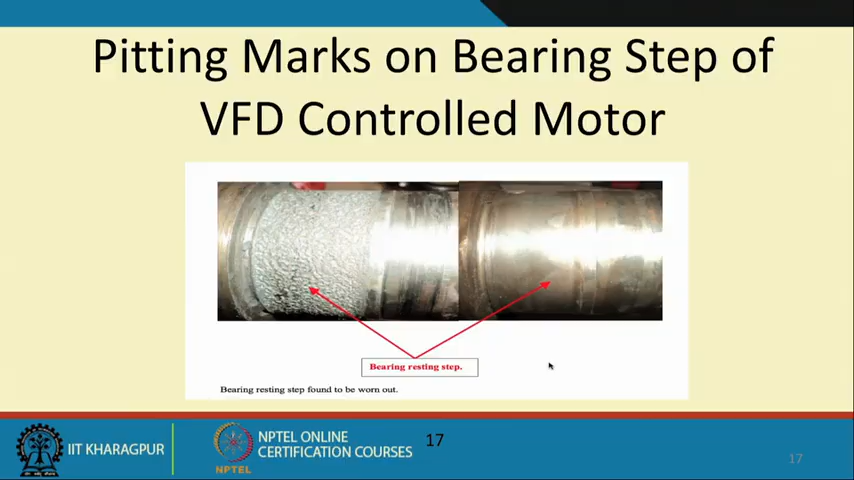 Pitting Marks on Bearing Step of
VFD Controlled Motor
Bearing resting step.
Bearing resting step found to be worn out.
IIT KHARAGPUR
NPTEL
NPTEL ONLINE
CERTIFICATION COURSES
17
17